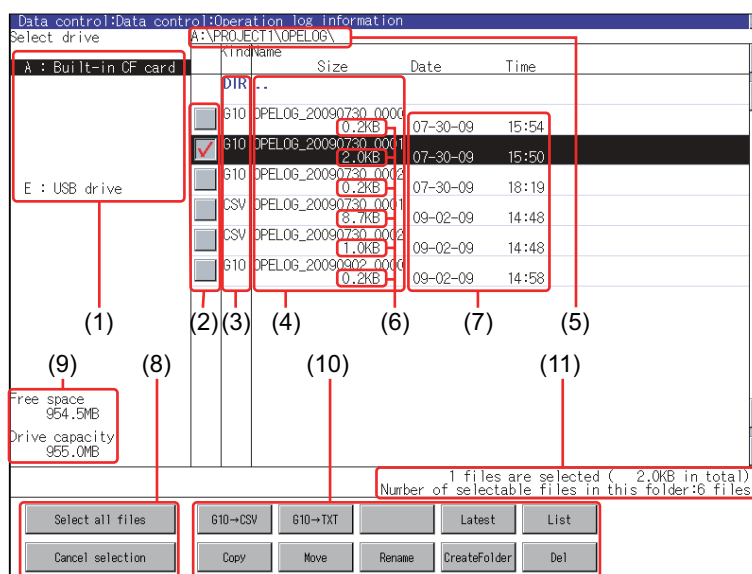 Data control:Data control:Operation log information
Select drive A:\PROJECT1\OPELOG\
Kind Name
Size Date Time
A : Built-in CF card
DIR ..
G10 OPELOG_20090730_0000
0.2KB 07-30-09 15:54
G10 OPELOG_20090730_0001
2.0KB 07-30-09 15:50
G10 OPELOG_20090730_0002
0.2KB 07-30-09 18:19
E : USB drive
CSV OPELOG_20090730_0001
8.7KB 09-02-09 14:48
CSV OPELOG_20090730_0002
1.0KB 09-02-09 14:48
G10 OPELOG_20090902_0000
0.2KB 09-02-09 14:58
(1) (2) (3) (4) (6) (7) (5)
(9) (8) (10) (11)
Free space
954.5MB
Drive capacity
955.0MB
1 files are selected ( 2.0KB in total)
Number of selectable files in this folder:6 files
Select all files G10→CSV G10→TXT Latest List
Cancel selection Copy Move Rename CreateFolder Del